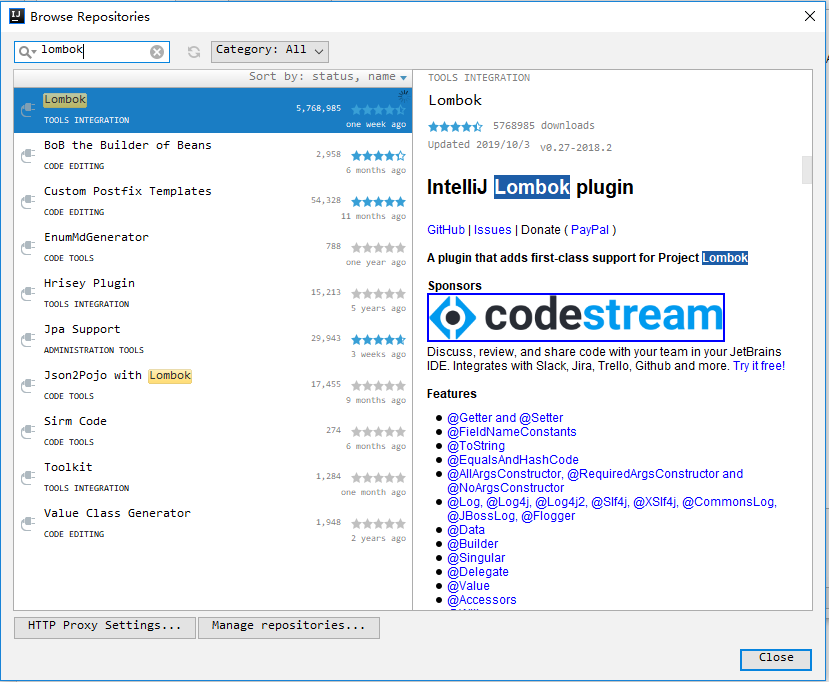 Browse Repositories
lombok
Category: All
Sort by: status, name
Lombok
TOOLS INTEGRATION
5,768,985
one week ago
BoB the Builder of Beans
CODE EDITING
2,958
6 months ago
Custom Postfix Templates
CODE EDITING
54,328
11 months ago
EnumMdGenerator
CODE TOOLS
788
one year ago
Hrisey Plugin
TOOLS INTEGRATION
15,213
5 years ago
Jpa Support
ADMINISTRATION TOOLS
29,943
3 weeks ago
Json2Pojo with Lombok
CODE TOOLS
17,455
9 months ago
Sirm Code
CODE TOOLS
274
6 months ago
Toolkit
TOOLS INTEGRATION
1,284
one month ago
Value Class Generator
CODE EDITING
1,948
2 years ago
TOOLS INTEGRATION
Lombok
5768985 downloads
Updated 2019/10/3 v0.27-2018.2
IntelliJ Lombok plugin
GitHub | Issues | Donate ( PayPal )
A plugin that adds first-class support for Project Lombok
Sponsors
codestream
Discuss, review, and share code with your team in your JetBrains
IDE. Integrates with Slack, Jira, Trello, Github and more. Try it free!
Features
@Getter and @Setter
@FieldNameConstants
@ToString
@EqualsAndHashCode
@AllArgsConstructor, @RequiredArgsConstructor and
@NoArgsConstructor
@Log, @Log4j, @Log4j2, @Slf4j, @XSlf4j, @CommonsLog,
@JBossLog, @Flogger
@Data
@Builder
@Singular
@Delegate
@Value
@Accessors
HTTP Proxy Settings...
Manage repositories...
Close